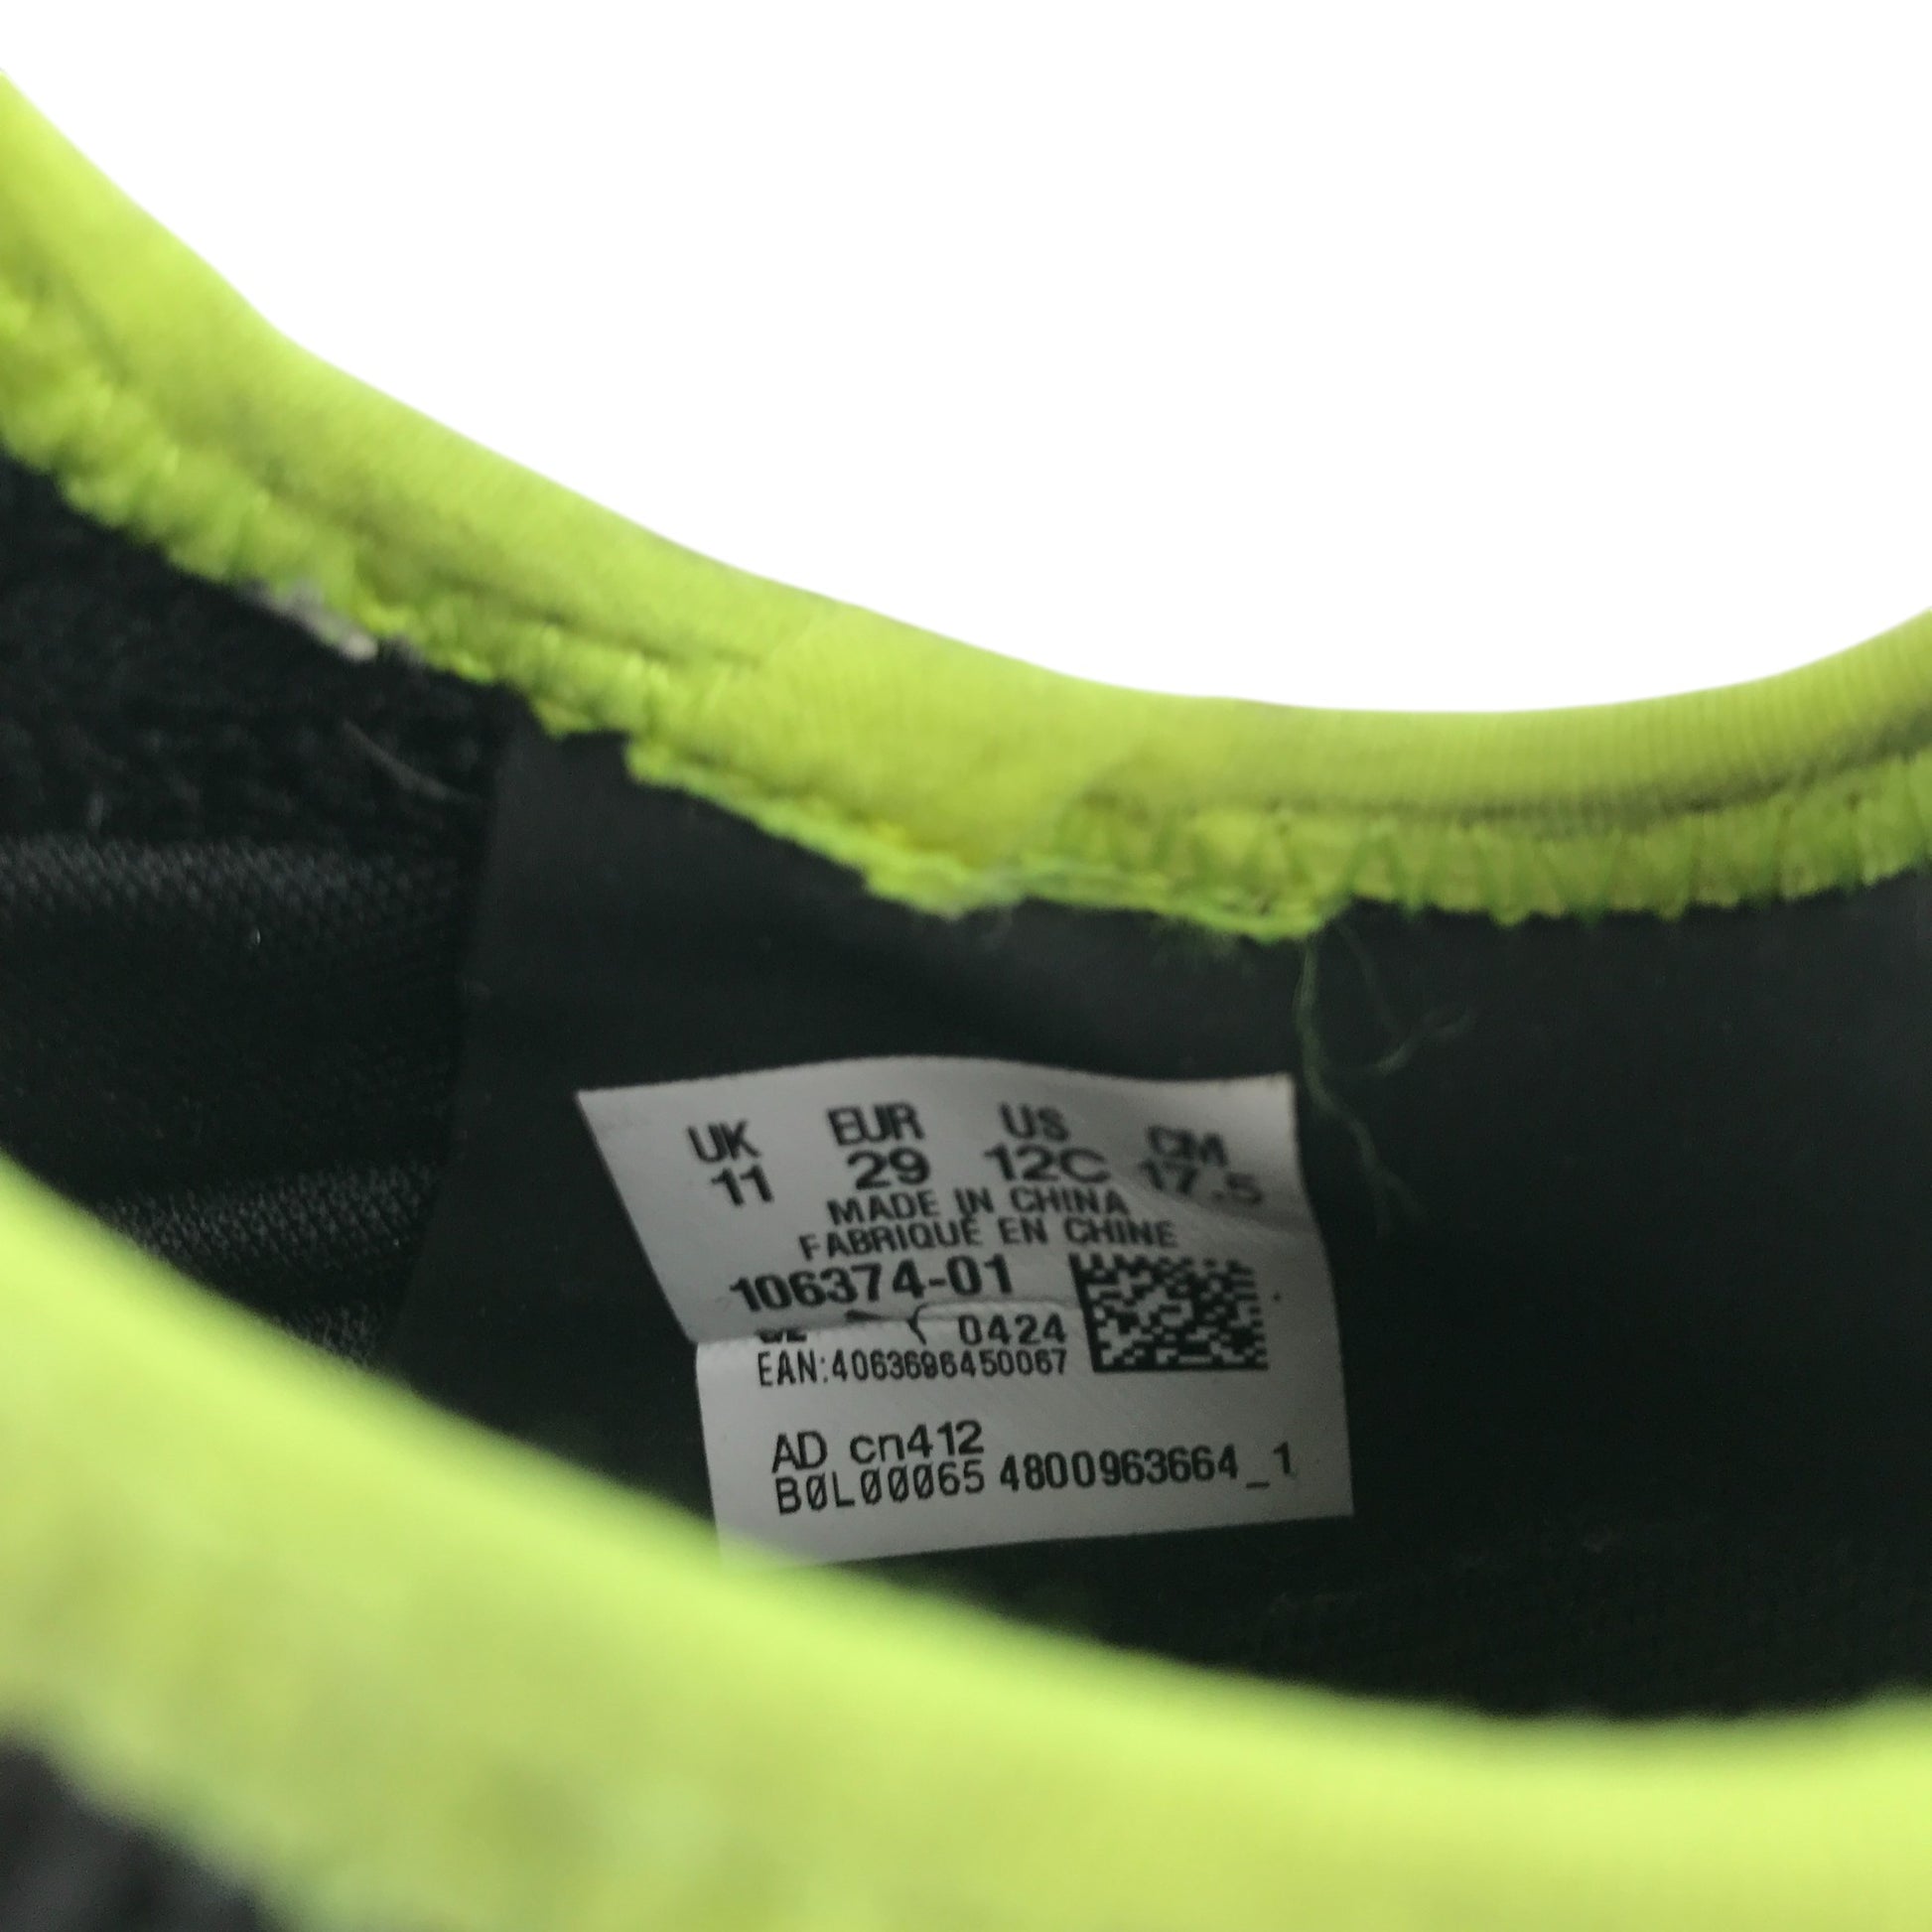 UK EUR US CM
11 29 12C 17.5
MADE IN CHINA
FABRIQUÉ EN CHINE
106374-01
0424
EAN:4063696450067
AD cn412
B0L00065 4800963664_1